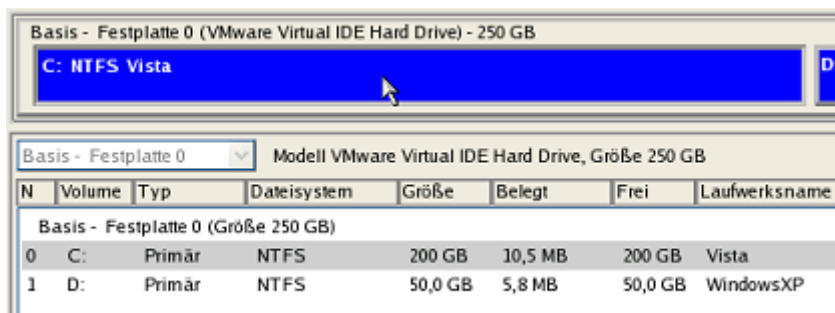 Basis - Festplatte 0 (VMware Virtual IDE Hard Drive) - 250 GB
C: NTFS Vista D
Basis - Festplatte 0 Modell VMware Virtual IDE Hard Drive, Größe 250 GB
N Volume Typ Dateisystem Größe Belegt Frei Laufwerksname
Basis - Festplatte 0 (Größe 250 GB)
0 C: Primär NTFS 200 GB 10,5 MB 200 GB Vista
1 D: Primär NTFS 50,0 GB 5,8 MB 50,0 GB WindowsXP